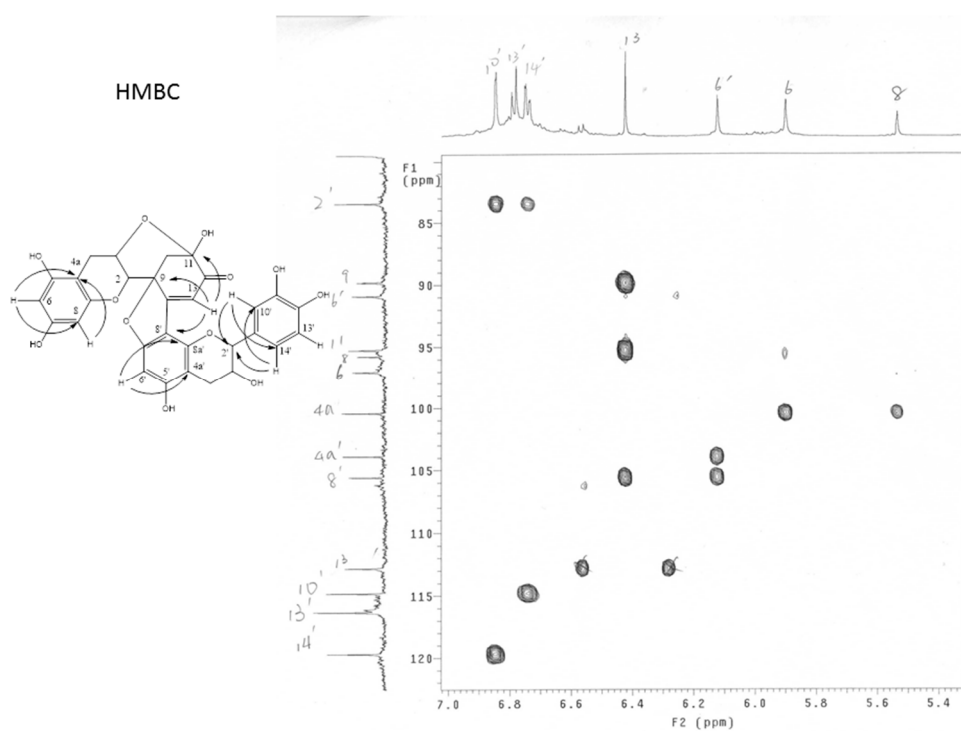 HMBC
10' 13' 14' 13 6' 6 8
F1
(ppm)
2'
9
6'
11
8
6
4a
4a'
8'
13
10'
13'
14'
85
90
95
100
105
110
115
120
7.0 6.8 6.6 6.4 6.2 6.0 5.8 5.6 5.4
F2 (ppm)
O
OH
11
HO
4a
2
9
13
O
OH
H
6
8
O
H
OH
HO
H
10'
8'
O
2'
13'
H
O
8a'
14'
4a'
H
H
6'
5'
OH
OH